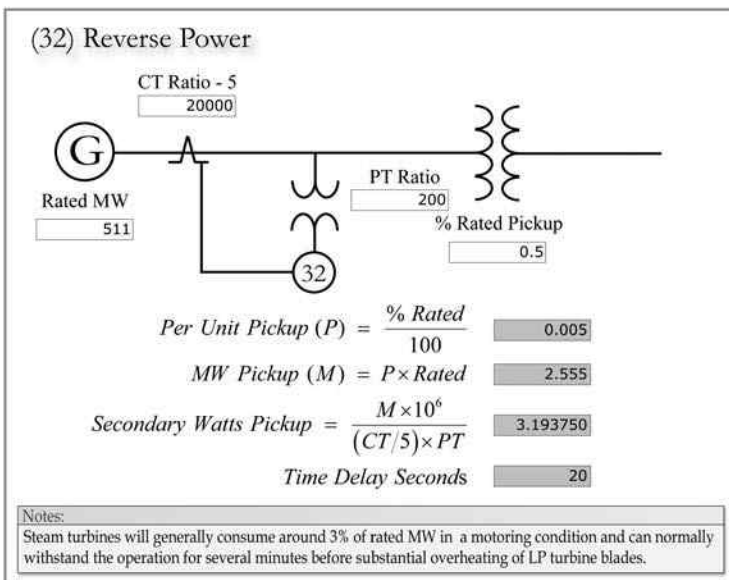 (32) Reverse Power
CT Ratio - 5
20000
G
PT Ratio
200
Rated MW
511
% Rated Pickup
0.5
32
Per Unit Pickup (P) = % Rated / 100
0.005
MW Pickup (M) = P × Rated
2.555
Secondary Watts Pickup = M × 10⁶ / (CT/5) × PT
3.193750
Time Delay Seconds
20
Notes:
Steam turbines will generally consume around 3% of rated MW in a motoring condition and can normally
withstand the operation for several minutes before substantial overheating of LP turbine blades.